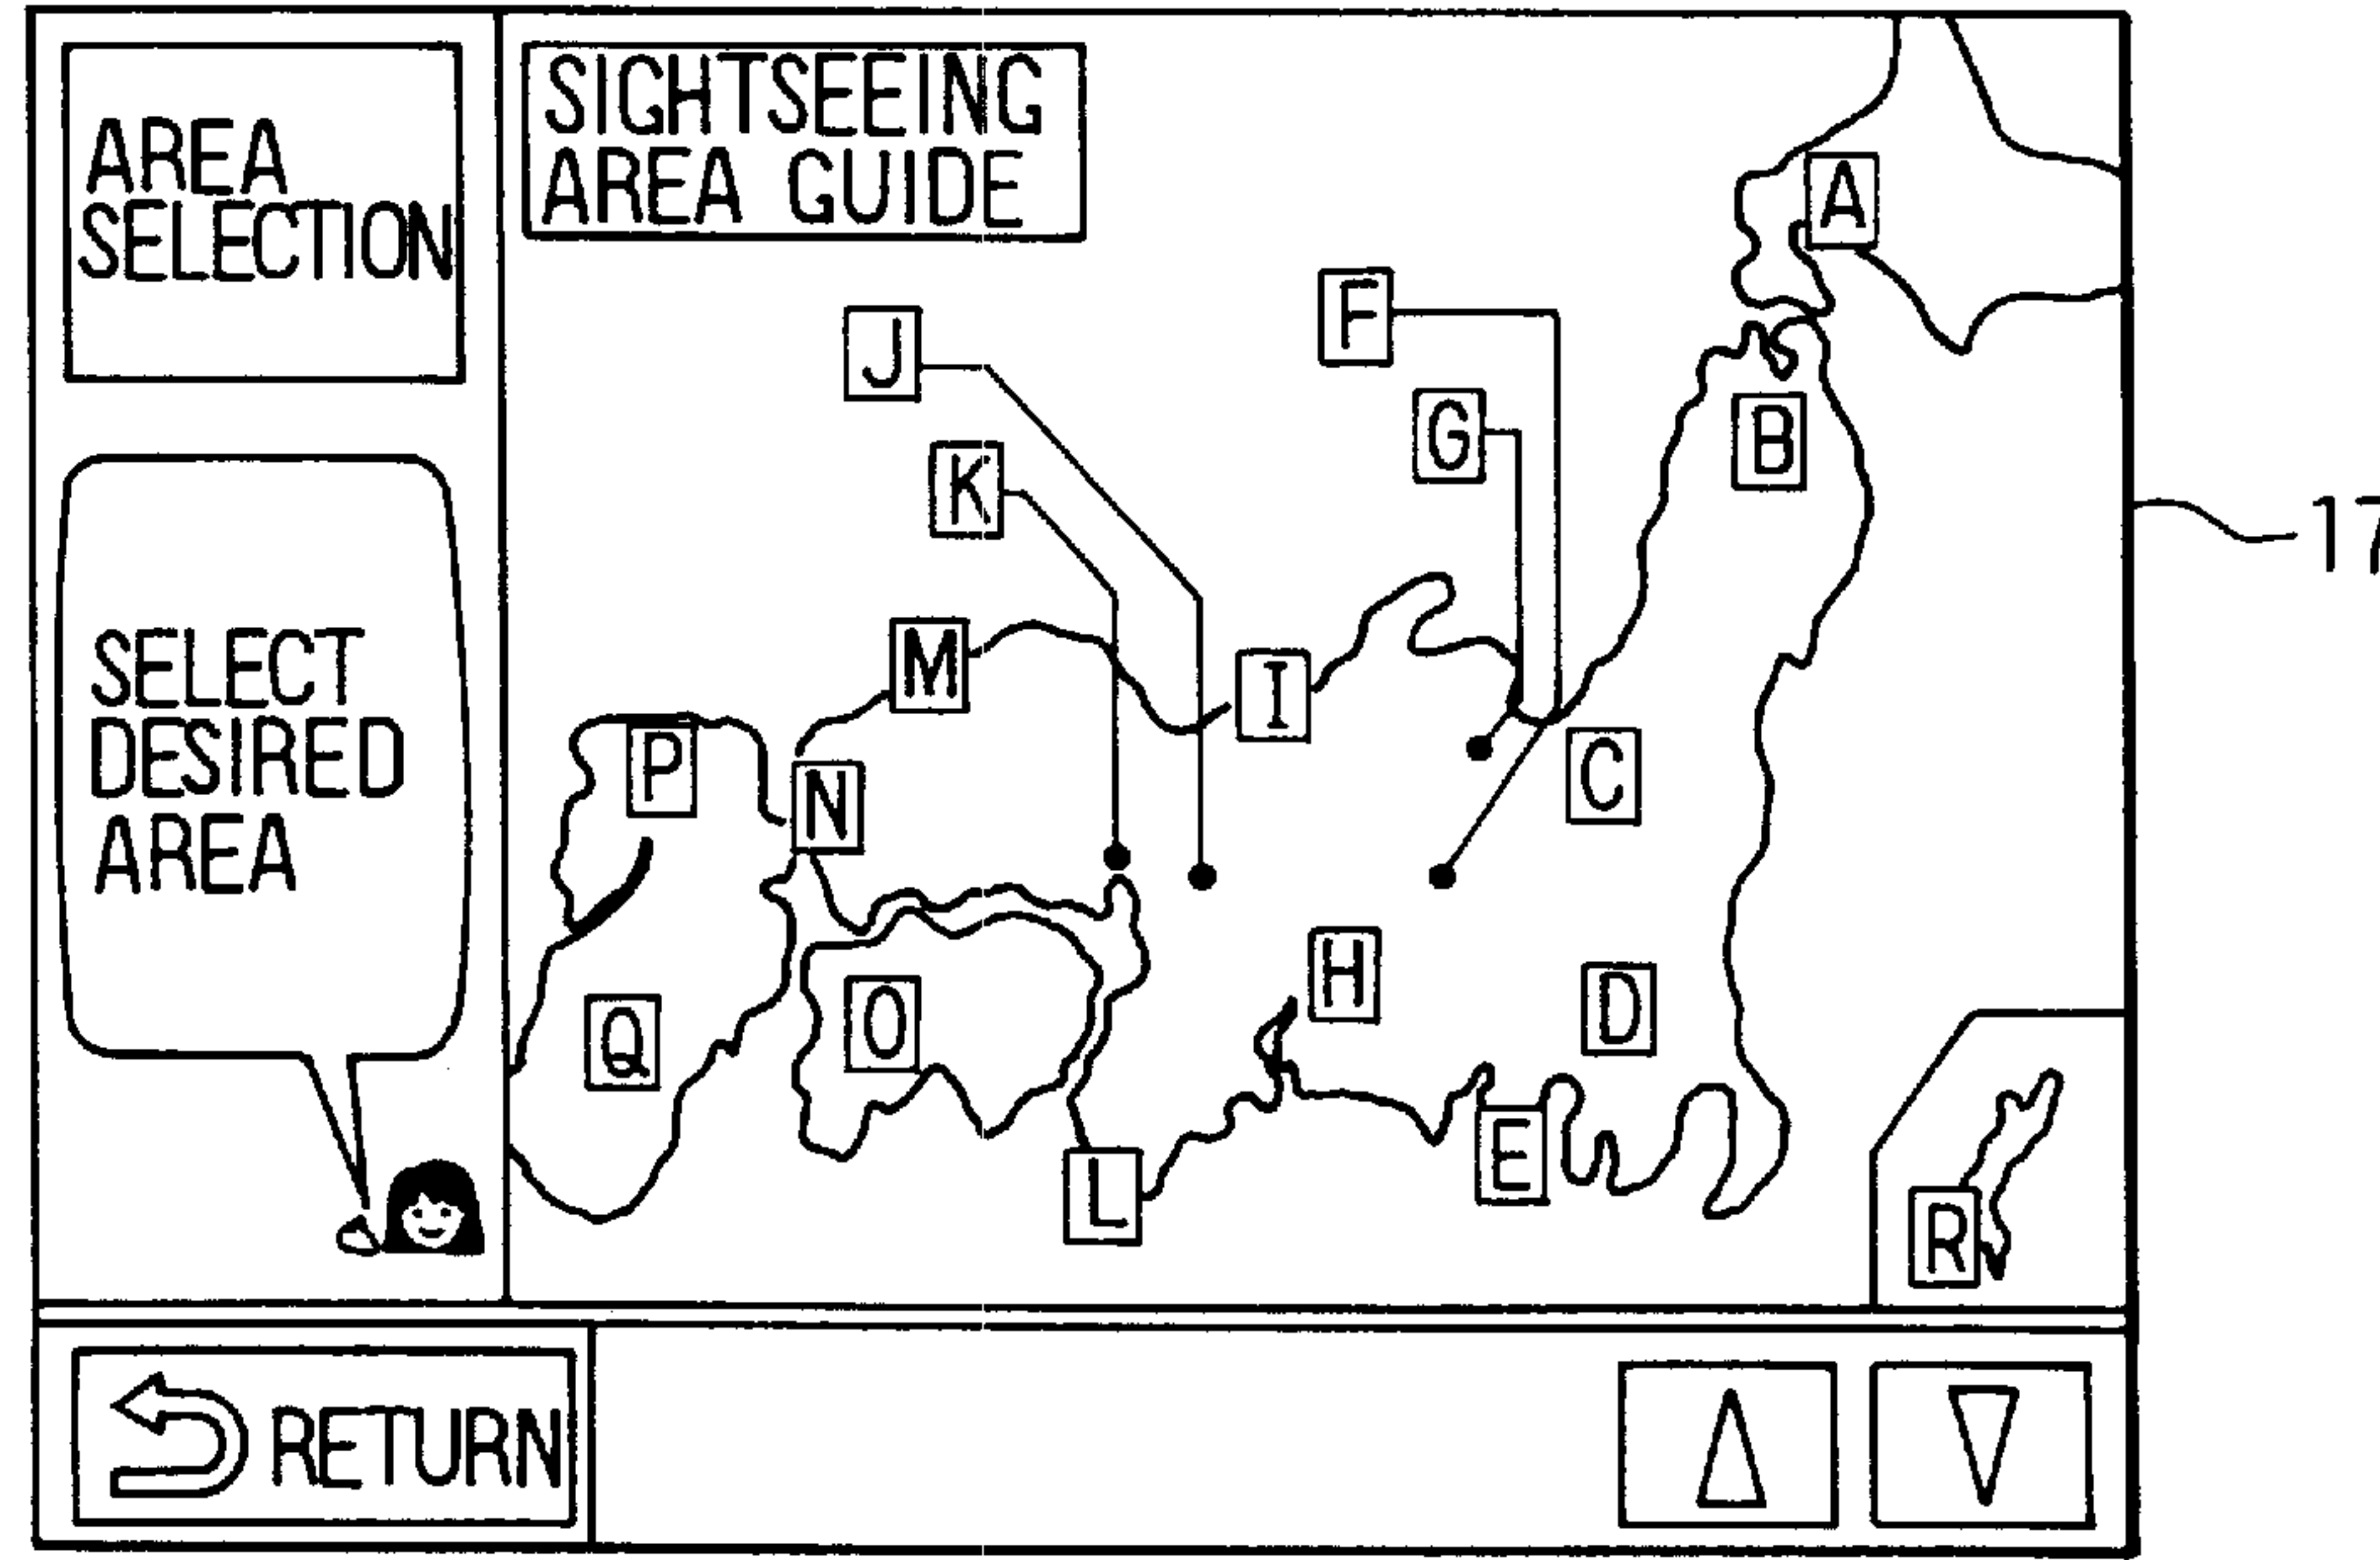 AREA
SELECTION
SIGHTSEEING
AREA GUIDE
A
F
J
G
B
K
17
M
I
SELECT
DESIRED
AREA
P
N
C
H
D
O
Q
E
L
R
RETURN